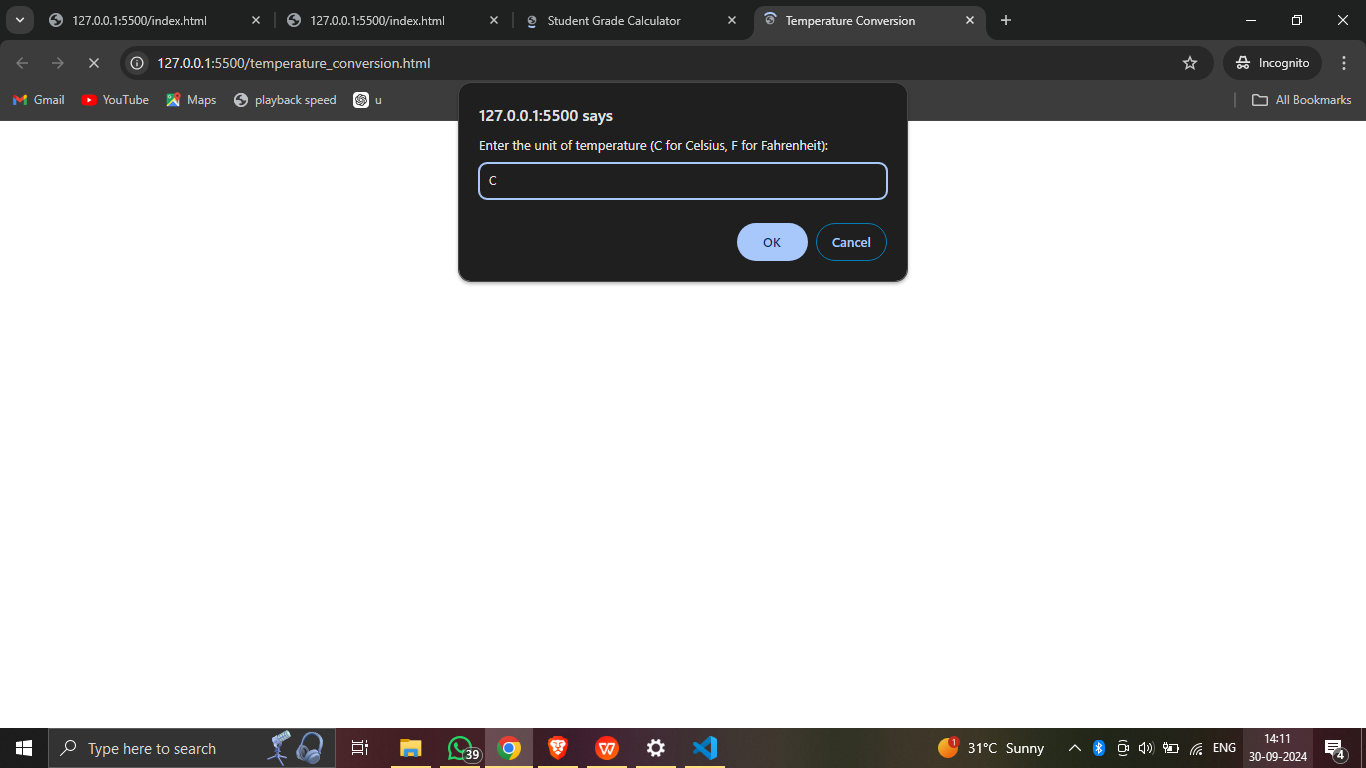 127.0.0.1:5500/index.html
127.0.0.1:5500/index.html
Student Grade Calculator
Temperature Conversion
127.0.0.1:5500/temperature_conversion.html
Incognito
Gmail
YouTube
Maps
playback speed
u
All Bookmarks
127.0.0.1:5500 says
Enter the unit of temperature (C for Celsius, F for Fahrenheit):
C
OK
Cancel
Type here to search
39
1
31°C Sunny
ENG
14:11
30-09-2024
4